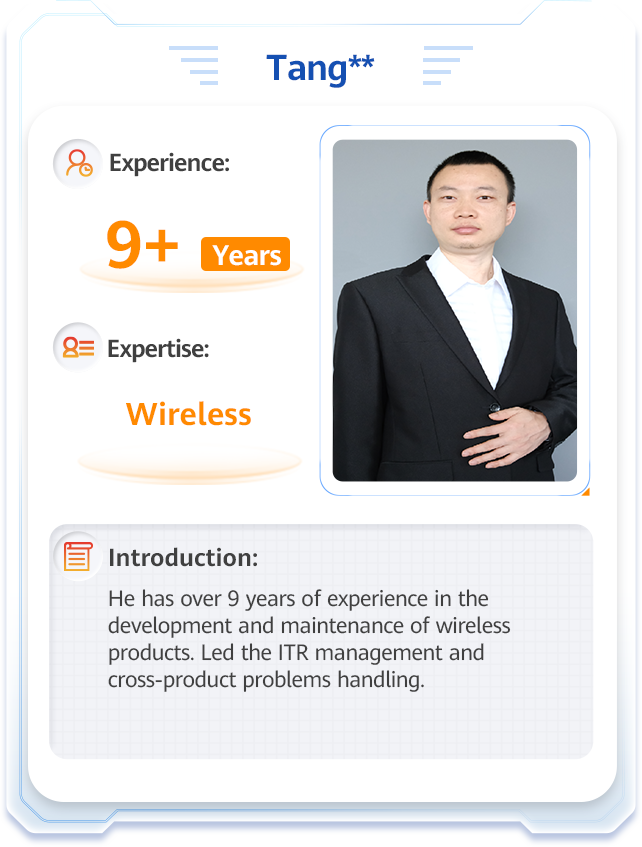 Tang**
Experience:
9+ Years
Expertise:
Wireless
Introduction:
He has over 9 years of experience in the
development and maintenance of wireless
products. Led the ITR management and
cross-product problems handling.